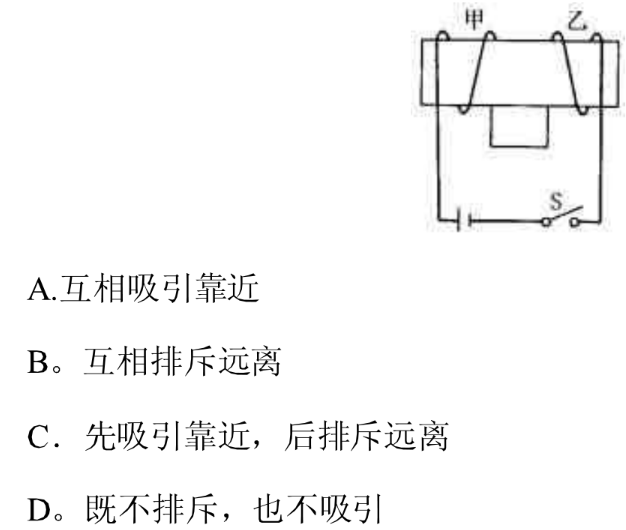 甲 乙
S
A.互相吸引靠近
B。互相排斥远离
C．先吸引靠近，后排斥远离
D。既不排斥，也不吸引